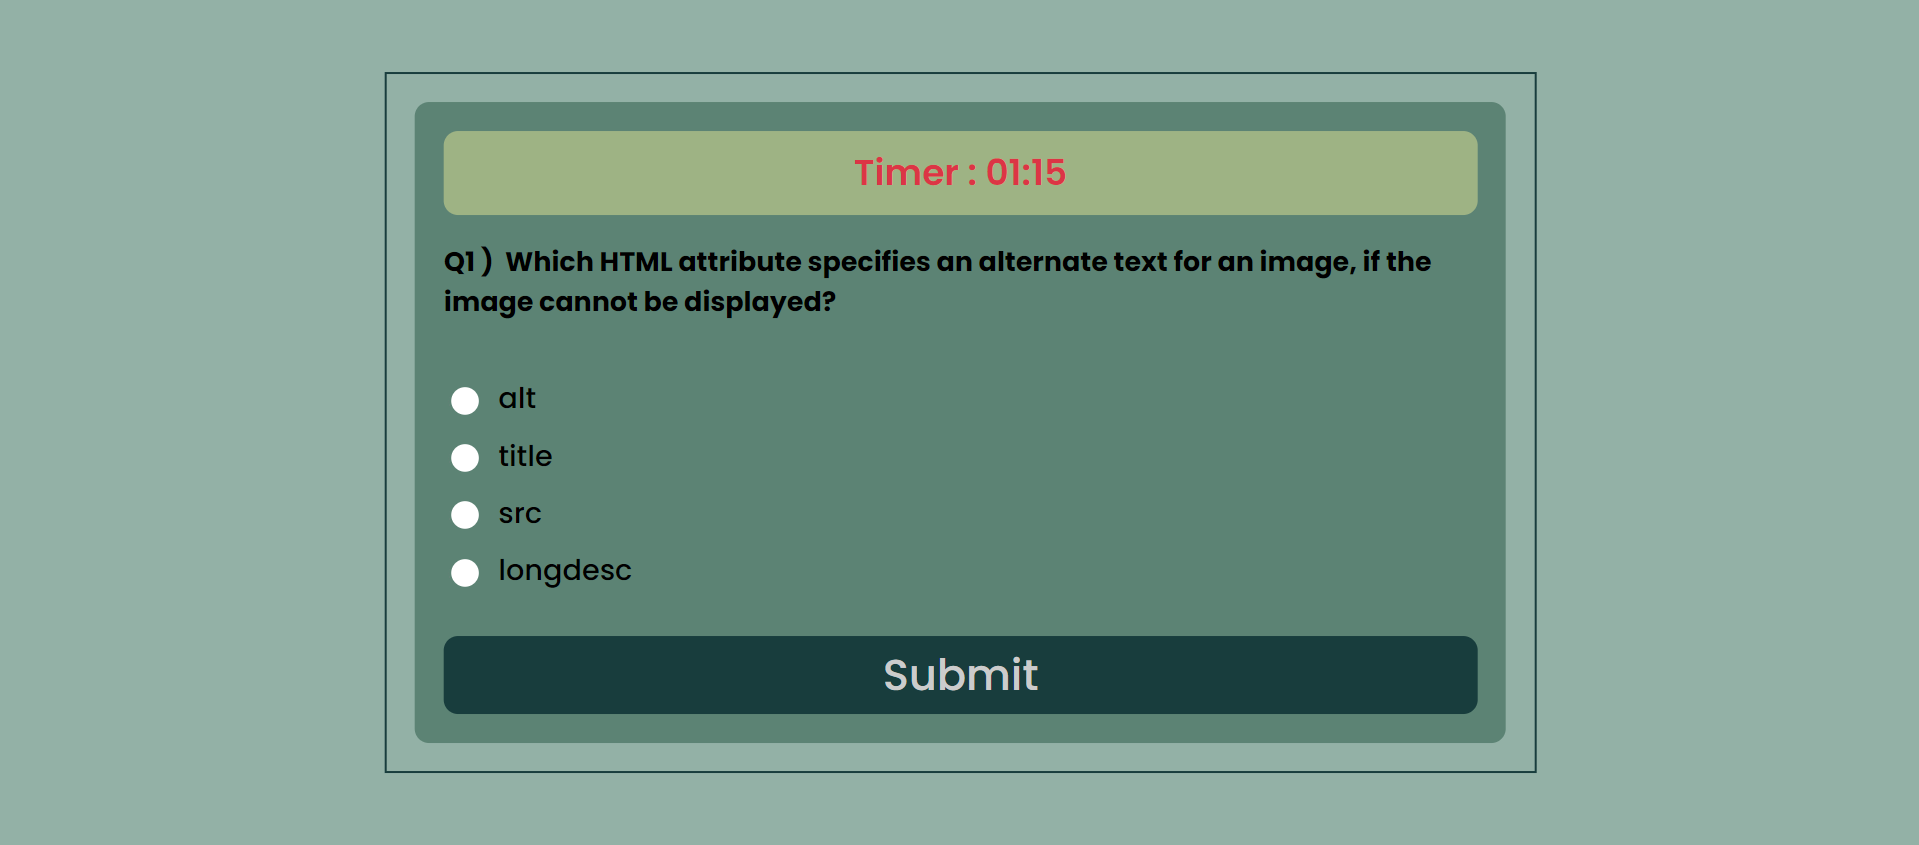 Timer : 01:15
Q1 ) Which HTML attribute specifies an alternate text for an image, if the
image cannot be displayed?
alt
title
src
longdesc
Submit